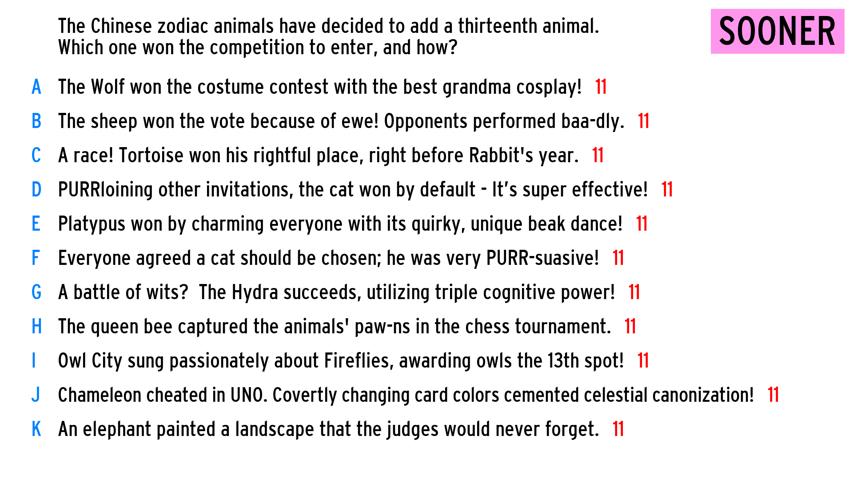 The Chinese zodiac animals have decided to add a thirteenth animal.
Which one won the competition to enter, and how?
SOONER
A The Wolf won the costume contest with the best grandma cosplay! 11
B The sheep won the vote because of ewe! Opponents performed baa-dly. 11
C A race! Tortoise won his rightful place, right before Rabbit's year. 11
D PURRloining other invitations, the cat won by default - It's super effective! 11
E Platypus won by charming everyone with its quirky, unique beak dance! 11
F Everyone agreed a cat should be chosen; he was very PURR-suasive! 11
G A battle of wits?  The Hydra succeeds, utilizing triple cognitive power! 11
H The queen bee captured the animals' paw-ns in the chess tournament. 11
I Owl City sung passionately about Fireflies, awarding owls the 13th spot! 11
J Chameleon cheated in UNO. Covertly changing card colors cemented celestial canonization! 11
K An elephant painted a landscape that the judges would never forget. 11